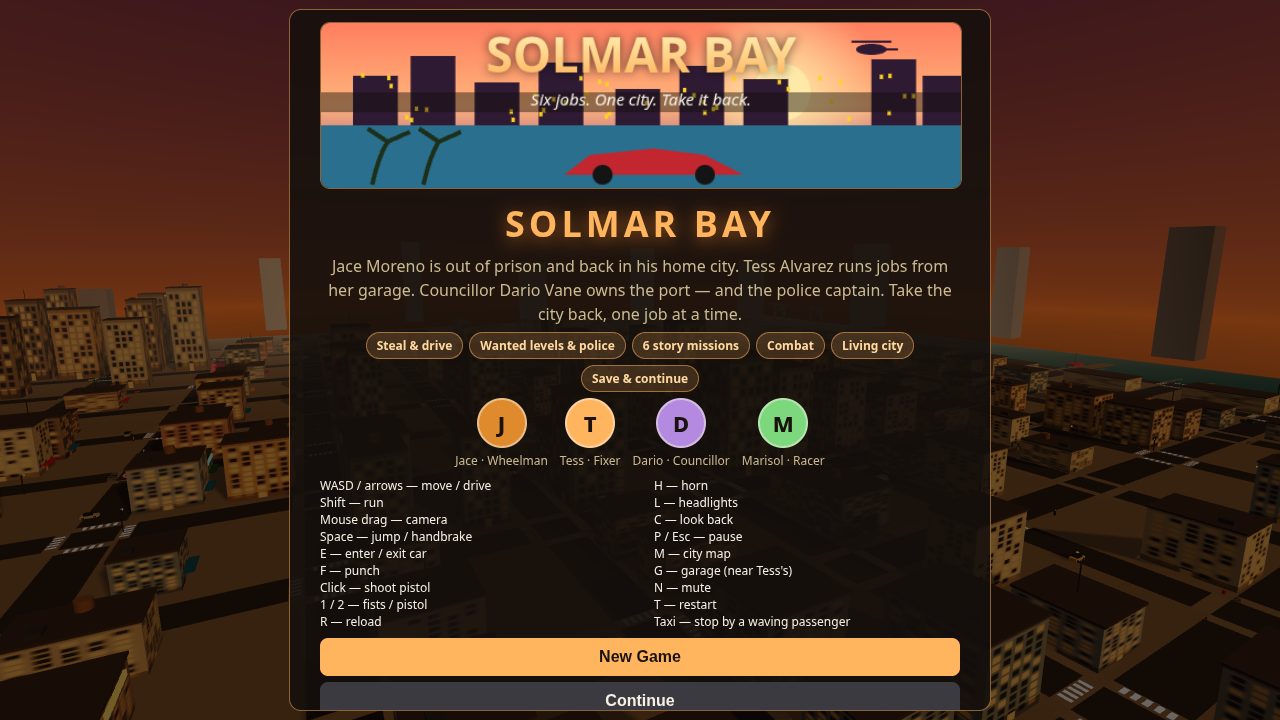 SOLMAR BAY
Six jobs. One city. Take it back.
SOLMAR BAY
Jace Moreno is out of prison and back in his home city. Tess Alvarez runs jobs from
her garage. Councillor Dario Vane owns the port — and the police captain. Take the
city back, one job at a time.
Steal & drive
Wanted levels & police
6 story missions
Combat
Living city
Save & continue
J
T
D
M
Jace · Wheelman
Tess · Fixer
Dario · Councillor
Marisol · Racer
WASD / arrows — move / drive
Shift — run
Mouse drag — camera
Space — jump / handbrake
E — enter / exit car
F — punch
Click — shoot pistol
1 / 2 — fists / pistol
R — reload
H — horn
L — headlights
C — look back
P / Esc — pause
M — city map
G — garage (near Tess's)
N — mute
T — restart
Taxi — stop by a waving passenger
New Game
Continue